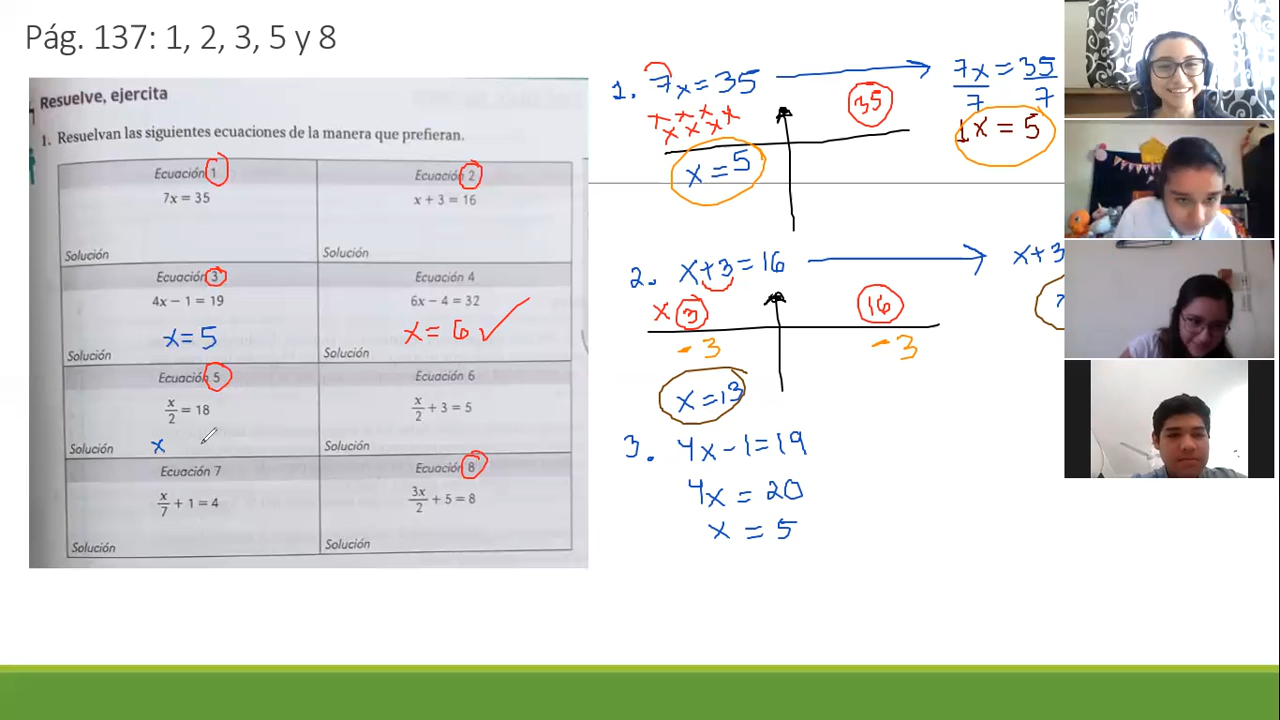 Pág. 137: 1, 2, 3, 5 y 8
Resuelve, ejercita
1. Resuelvan las siguientes ecuaciones de la manera que prefieran.
Ecuación 1
7x = 35
Solución
Ecuación 2
x + 3 = 16
Solución
Ecuación 3
4x − 1 = 19
x = 5
Solución
Ecuación 4
6x − 4 = 32
x = 6 ✓
Solución
Ecuación 5
x/2 = 18
Solución x
Ecuación 6
x/2 + 3 = 5
Solución
Ecuación 7
x/7 + 1 = 4
Solución
Ecuación 8
3x/2 + 5 = 8
Solución
1. 7x = 35
x x x x
x x x x
35
x = 5
7x/7 = 35/7
1x = 5
2. x + 3 = 16
x 3
16
- 3
- 3
x = 13
x + 3
3. 4x - 1 = 19
4x = 20
x = 5